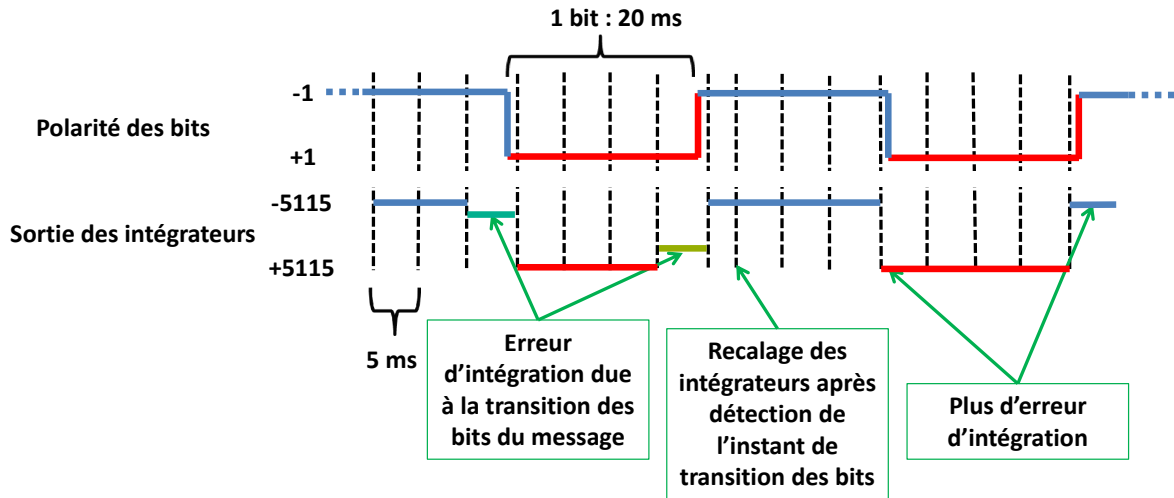 1 bit : 20 ms
-1
Polarité des bits
+1
-5115
Sortie des intégrateurs
+5115
5 ms
Erreur
d'intégration due
à la transition des
bits du message
Recalage des
intégrateurs après
détection de
l'instant de
transition des bits
Plus d'erreur
d'intégration